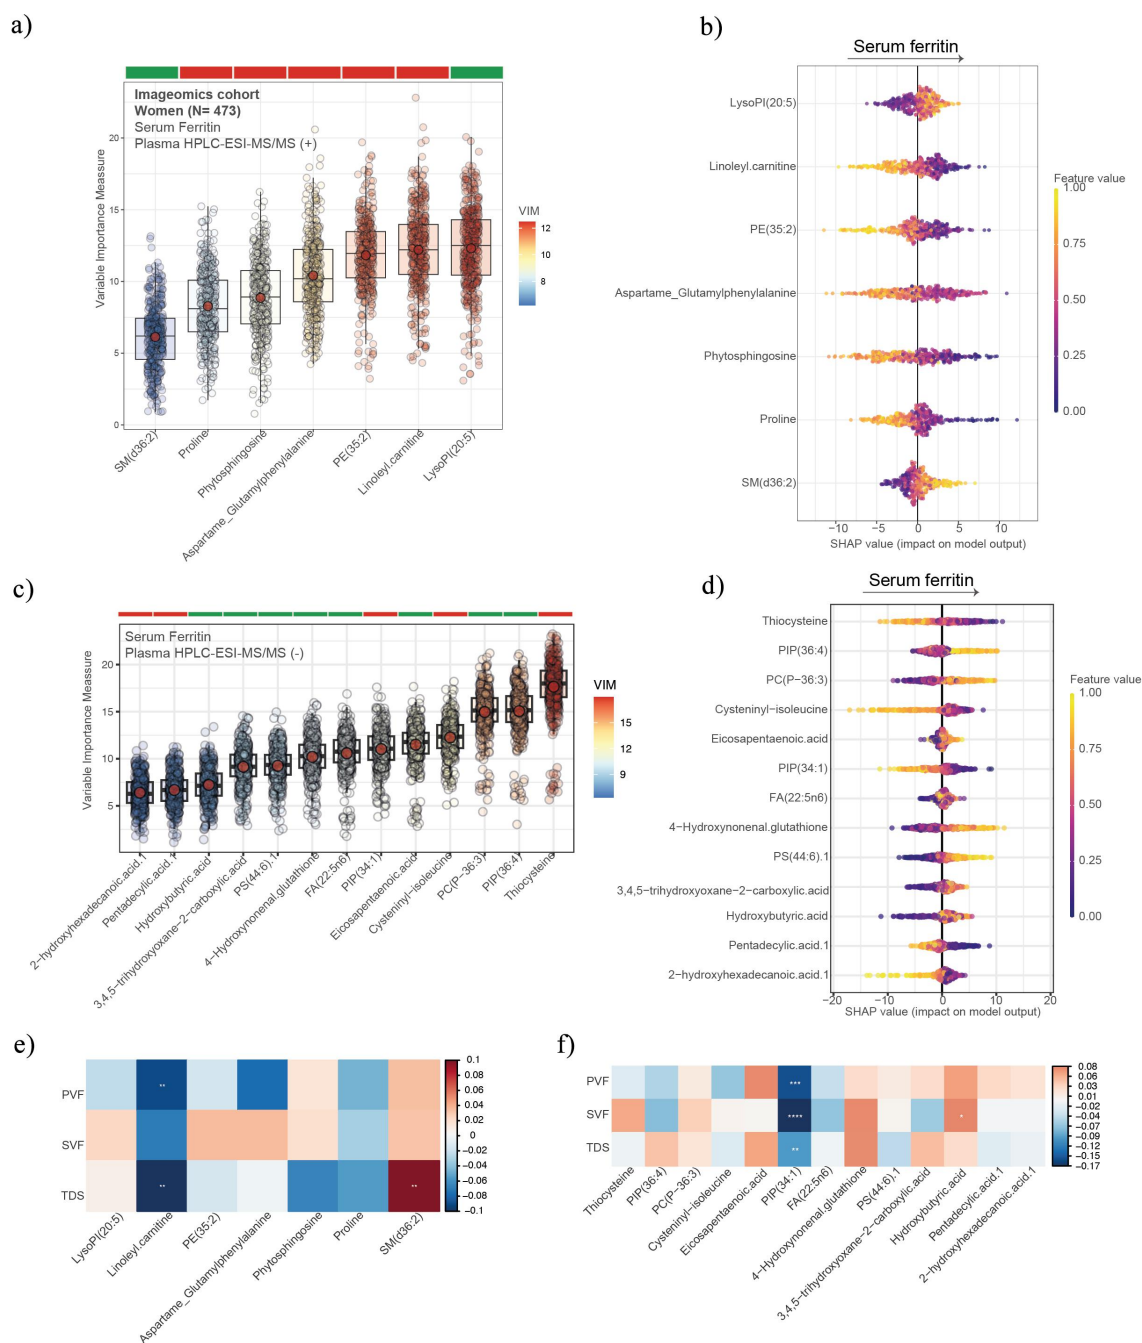 a)
Imageomics cohort
Women (N= 473)
Serum Ferritin
Plasma HPLC-ESI-MS/MS (+)
Variable Importance Meassure
20
15
10
5
0
SM(d36:2)
Proline
Phytosphingosine
Aspartame_Glutamylphenylalanine
PE(35:2)
Linoleyl.carnitine
LysoPI(20:5)
VIM
12
10
8
b)
Serum ferritin
LysoPI(20:5)
Linoleyl.carnitine
PE(35:2)
Aspartame_Glutamylphenylalanine
Phytosphingosine
Proline
SM(d36:2)
−10 −5 0 5 10
SHAP value (impact on model output)
Feature value
1.00
0.75
0.50
0.25
0.00
c)
Serum Ferritin
Plasma HPLC-ESI-MS/MS (-)
Variable Importance Meassure
20
15
10
5
2−hydroxyhexadecanoic.acid.1
Pentadecylic.acid.1
Hydroxybutyric.acid
3,4,5−trihydroxyoxane−2−carboxylic.acid
PS(44:6).1
4−Hydroxynonenal.glutathione
FA(22:5n6)
PIP(34:1)
Eicosapentaenoic.acid
Cysteninyl−isoleucine
PC(P−36:3)
PIP(36:4)
Thiocysteine
VIM
15
12
9
d)
Serum ferritin
Thiocysteine
PIP(36:4)
PC(P−36:3)
Cysteninyl−isoleucine
Eicosapentaenoic.acid
PIP(34:1)
FA(22:5n6)
4−Hydroxynonenal.glutathione
PS(44:6).1
3,4,5−trihydroxyoxane−2−carboxylic.acid
Hydroxybutyric.acid
Pentadecylic.acid.1
2−hydroxyhexadecanoic.acid.1
−20 −10 0 10 20
SHAP value (impact on model output)
Feature value
1.00
0.75
0.50
0.25
0.00
e)
PVF
SVF
TDS
**
**
**
LysoPI(20:5)
Linoleyl.carnitine
PE(35:2)
Aspartame_Glutamylphenylalanine
Phytosphingosine
Proline
SM(d36:2)
0.1
0.08
0.06
0.04
0.02
0
−0.02
−0.04
−0.06
−0.08
−0.1
f)
PVF
SVF
TDS
***
****
*
**
Thiocysteine
PIP(36:4)
PC(P−36:3)
Cysteninyl−isoleucine
Eicosapentaenoic.acid
PIP(34:1)
FA(22:5n6)
4−Hydroxynonenal.glutathione
PS(44:6).1
3,4,5−trihydroxyoxane−2−carboxylic.acid
Hydroxybutyric.acid
Pentadecylic.acid.1
2−hydroxyhexadecanoic.acid.1
0.08
0.05
0.03
0.01
−0.02
−0.04
−0.07
−0.09
−0.12
−0.15
−0.17